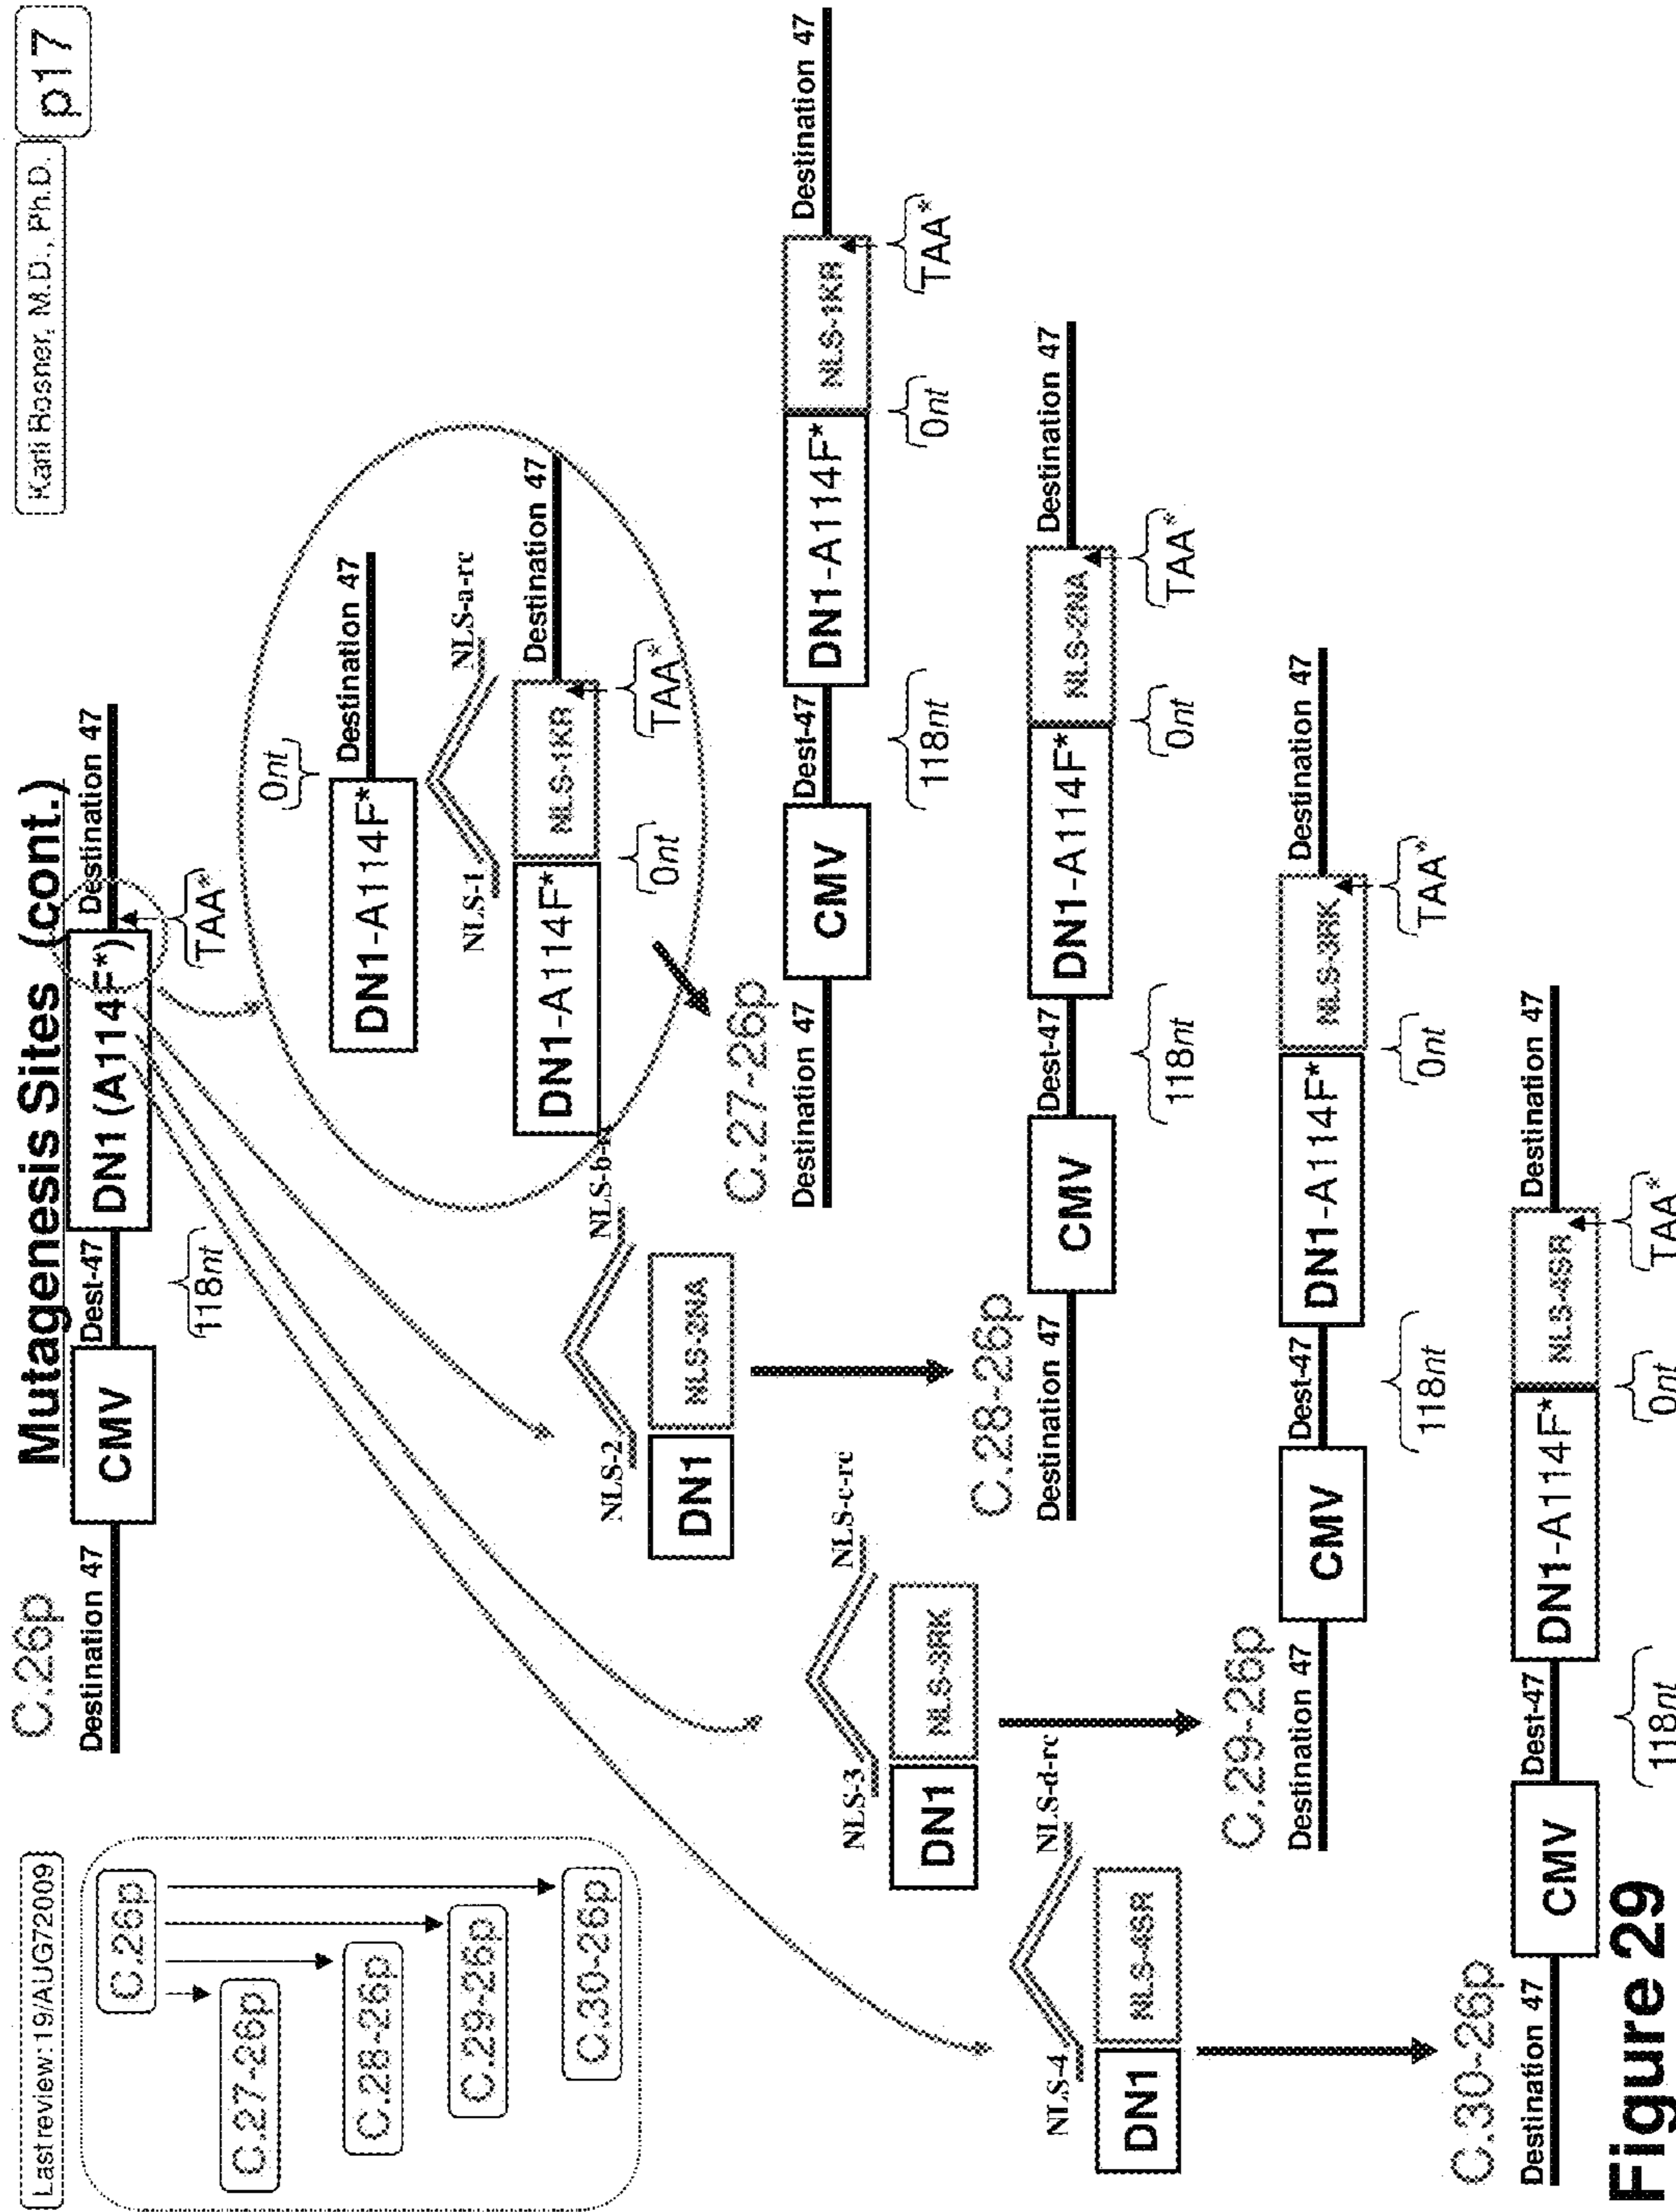 Last review: 19/AUG72009
Karli Rosner, M.D., Ph.D.
p17
Mutagenesis Sites (cont.)
C.26p
C.27-26p
C.28-26p
C.29-26p
C.30-26p
C.26p
Destination 47
CMV
Dest-47
DN1 (A114F*)
Destination 47
118nt
TAA*
0nt
DN1-A114F*
Destination 47
NLS-1
NLS-a-rc
DN1-A114F*
NLS-1KR
Destination 47
0nt
TAA*
NLS-2
NLS-b-rc
DN1
NLS-2NA
C.27-26p
Destination 47
CMV
Dest-47
DN1-A114F*
NLS-1KR
Destination 47
118nt
0nt
TAA*
NLS-3
NLS-c-rc
DN1
NLS-3RK
C.28-26p
Destination 47
CMV
Dest-47
DN1-A114F*
NLS-2NA
Destination 47
118nt
0nt
TAA*
NLS-4
NLS-d-rc
DN1
NLS-4SR
C.29-26p
Destination 47
CMV
Dest-47
DN1-A114F*
NLS-3RK
Destination 47
118nt
0nt
TAA*
C.30-26p
Destination 47
CMV
Dest-47
DN1-A114F*
NLS-4SR
Destination 47
118nt
0nt
TAA*
Figure 29